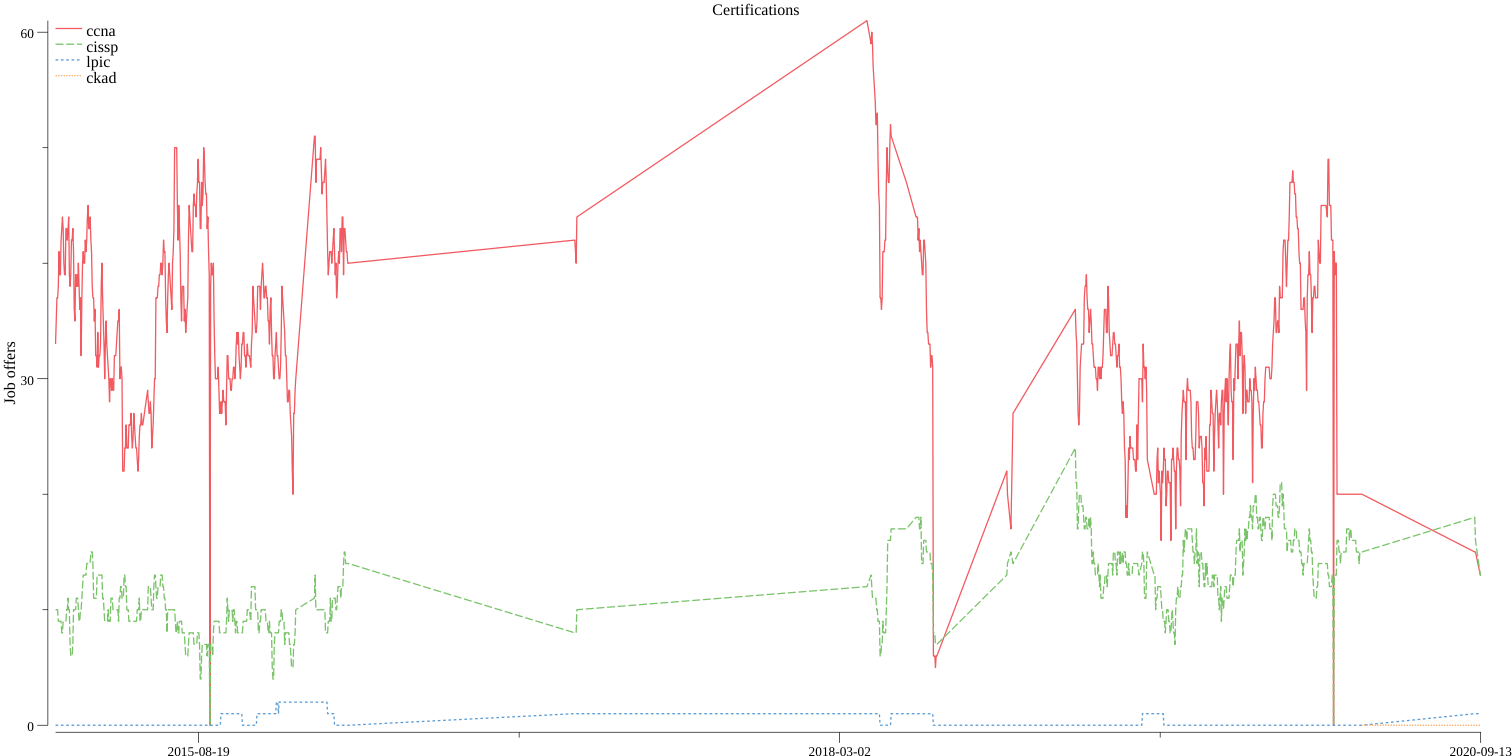 Certifications
60
ccna
cissp
lpic
ckad
Job offers
30
0
2015-08-19
2018-03-02
2020-09-13